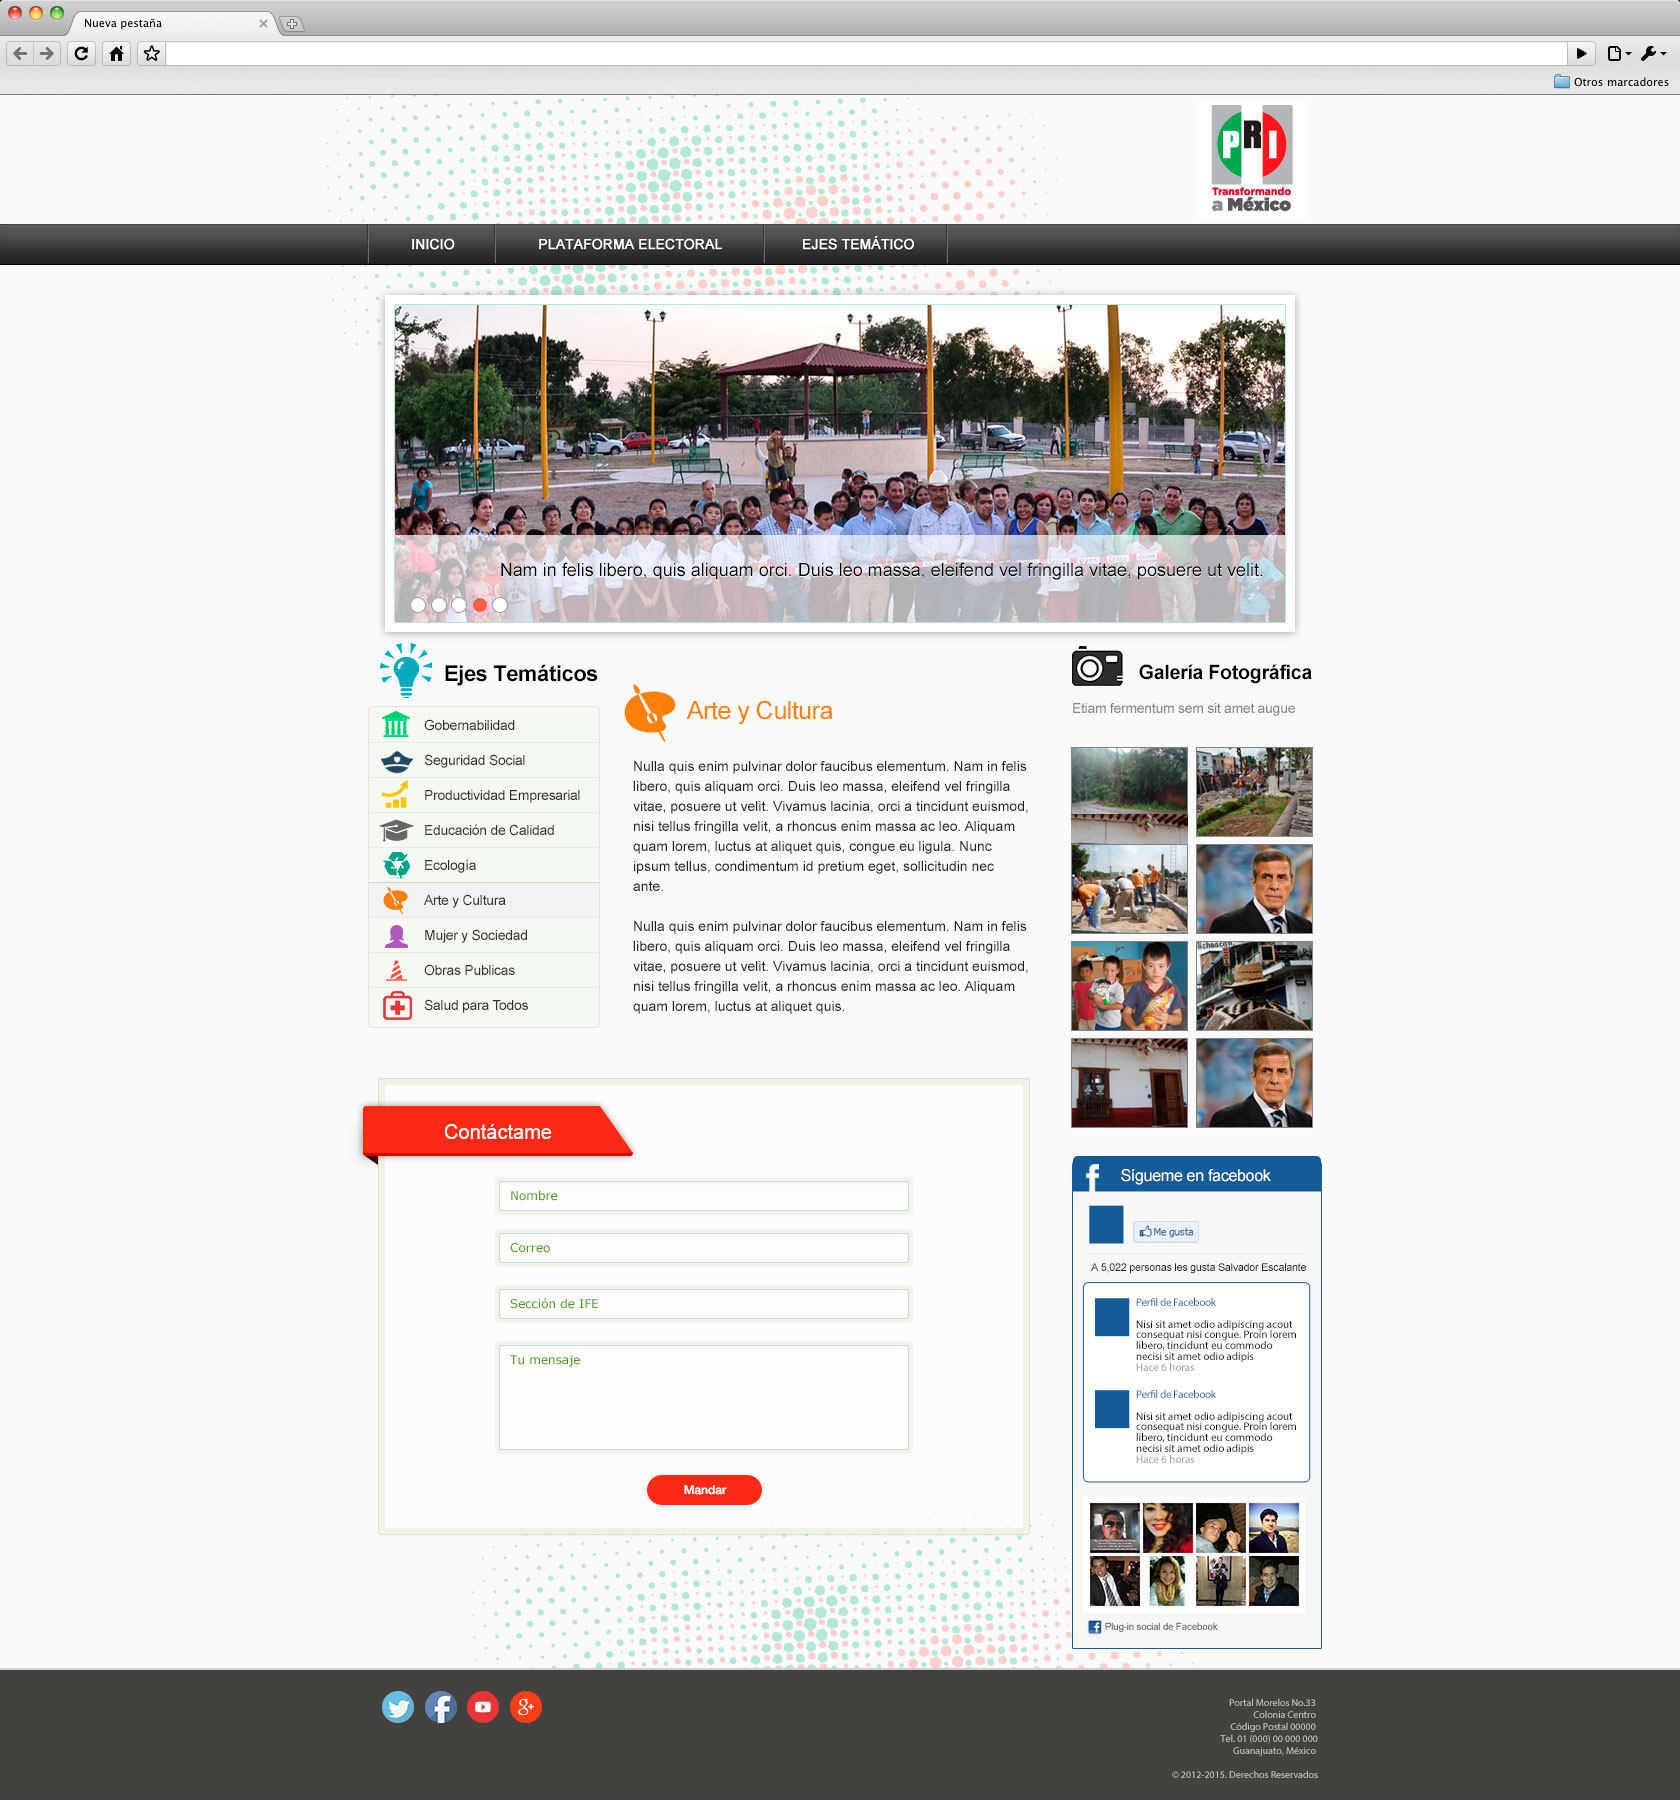 Nueva pestaña
Otros marcadores
PRI
Transformando
a México
INICIO
PLATAFORMA ELECTORAL
EJES TEMÁTICO
Nam in felis libero, quis aliquam orci. Duis leo massa, eleifend vel fringilla vitae, posuere ut velit.
Ejes Temáticos
Gobernabilidad
Seguridad Social
Productividad Empresarial
Educación de Calidad
Ecología
Arte y Cultura
Mujer y Sociedad
Obras Publicas
Salud para Todos
Arte y Cultura
Nulla quis enim pulvinar dolor faucibus elementum. Nam in felis
libero, quis aliquam orci. Duis leo massa, eleifend vel fringilla
vitae, posuere ut velit. Vivamus lacinia, orci a tincidunt euismod,
nisi tellus fringilla velit, a rhoncus enim massa ac leo. Aliquam
quam lorem, luctus at aliquet quis, congue eu ligula. Nunc
ipsum tellus, condimentum id pretium eget, sollicitudin nec
ante.
Nulla quis enim pulvinar dolor faucibus elementum. Nam in felis
libero, quis aliquam orci. Duis leo massa, eleifend vel fringilla
vitae, posuere ut velit. Vivamus lacinia, orci a tincidunt euismod,
nisi tellus fringilla velit, a rhoncus enim massa ac leo. Aliquam
quam lorem, luctus at aliquet quis.
Galería Fotográfica
Etiam fermentum sem sit amet augue
Contáctame
Nombre
Correo
Sección de IFE
Tu mensaje
Mandar
Sígueme en facebook
Me gusta
A 5,022 personas les gusta Salvador Escalante
Perfil de Facebook
Nisi sit amet odio adipiscing acout
consequat nisi congue. Proin lorem
libero, tincidunt eu commodo
necisi sit amet odio adipis
Hace 6 horas
Perfil de Facebook
Nisi sit amet odio adipiscing acout
consequat nisi congue. Proin lorem
libero, tincidunt eu commodo
necisi sit amet odio adipis
Hace 6 horas
Plug-in social de Facebook
Portal Morelos No.33
Colonia Centro
Código Postal 00000
Tel. 01 (000) 00 000 000
Guanajuato, México
© 2012-2015. Derechos Reservados